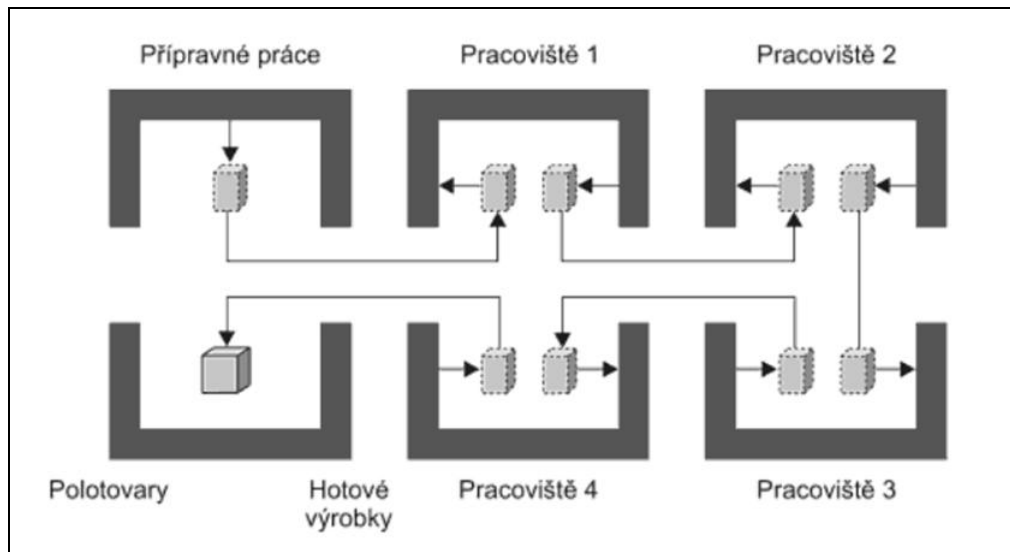 Přípravné práce
Pracoviště 1
Pracoviště 2
Polotovary
Hotové
výrobky
Pracoviště 4
Pracoviště 3